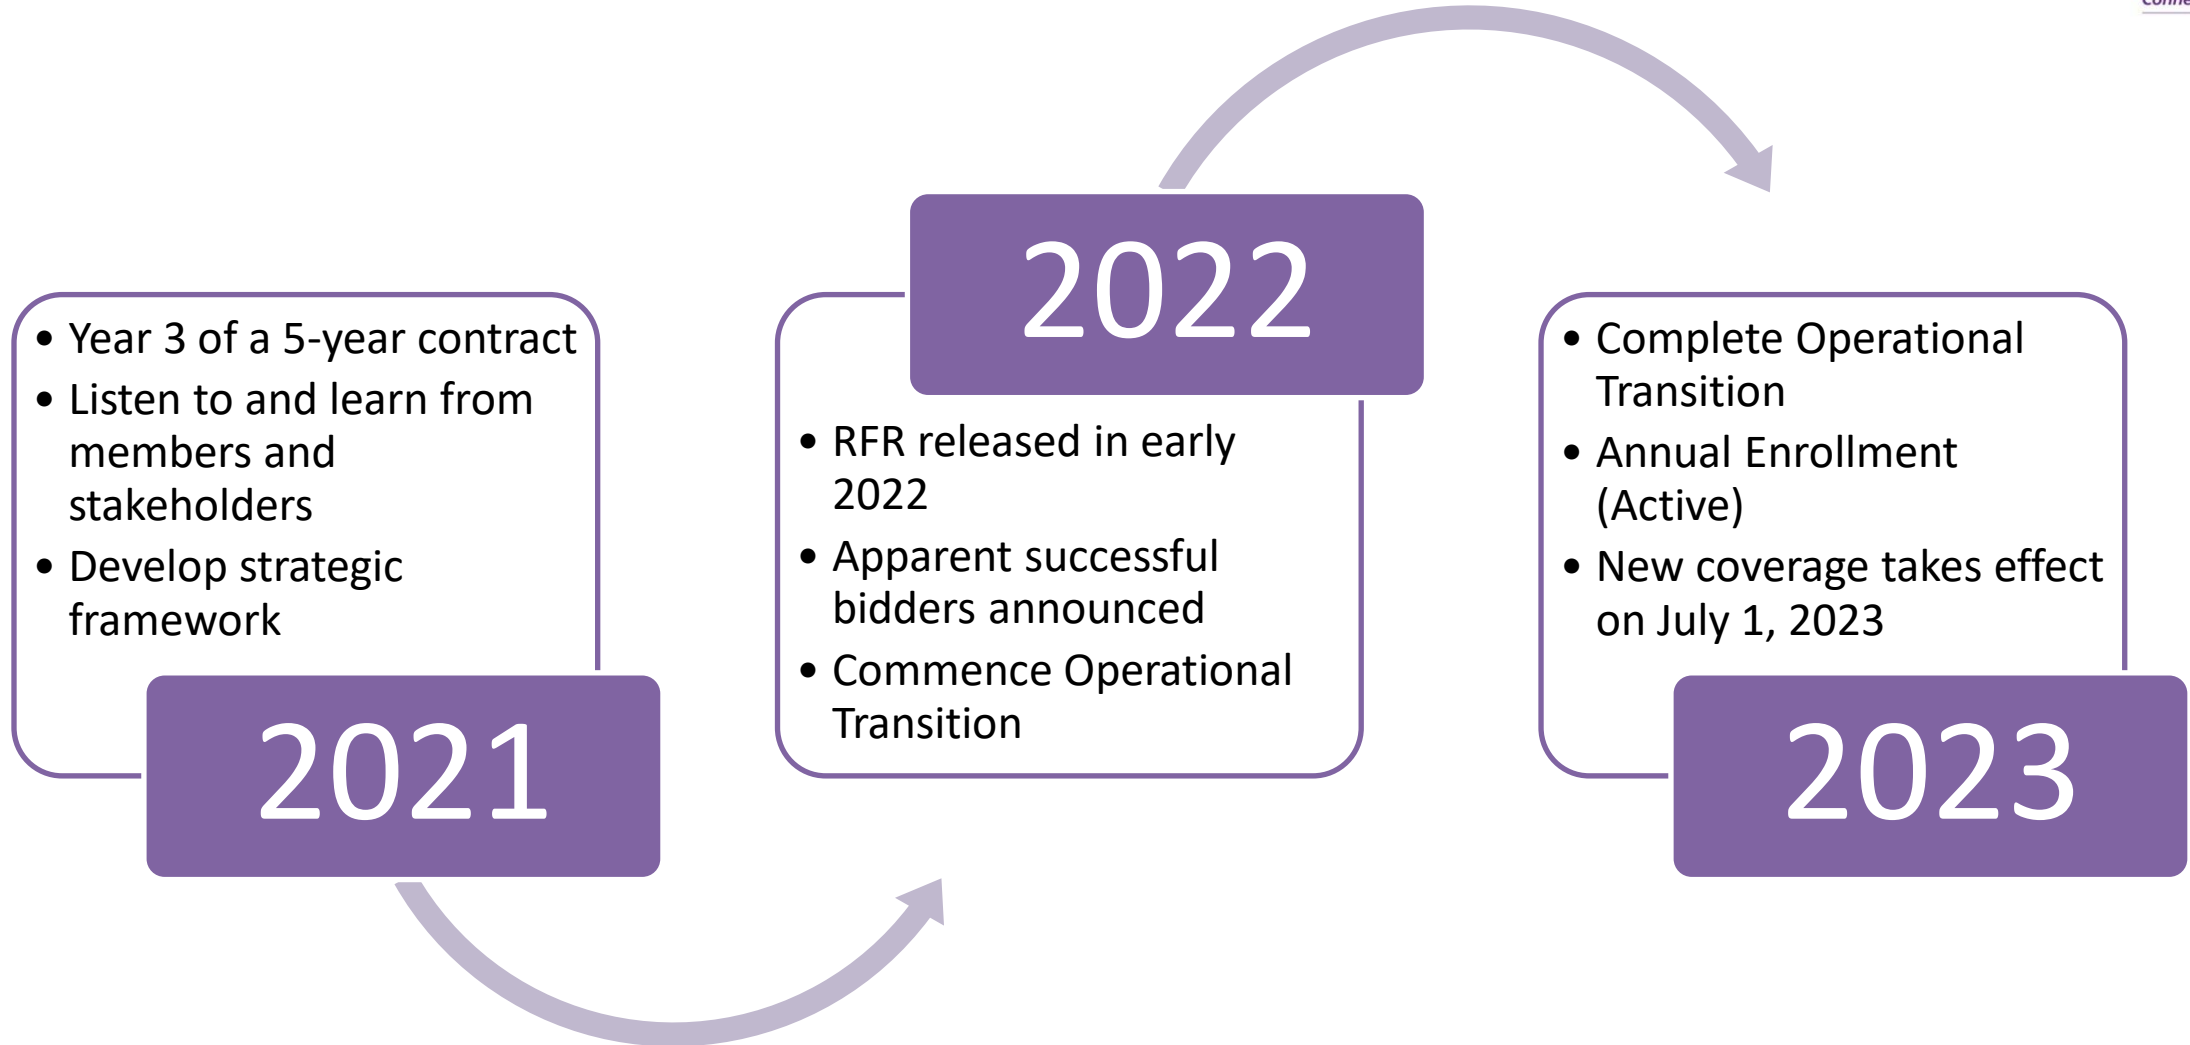 • Year 3 of a 5-year contract
• Listen to and learn from
members and
stakeholders
• Develop strategic
framework
2021
2022
• RFR released in early
2022
• Apparent successful
bidders announced
• Commence Operational
Transition
• Complete Operational
Transition
• Annual Enrollment
(Active)
• New coverage takes effect
on July 1, 2023
2023